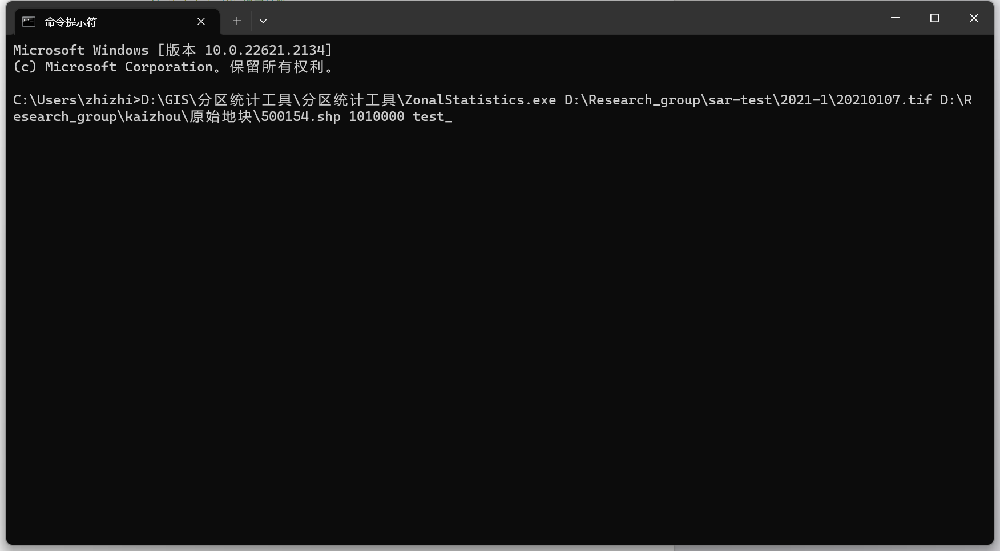 命令提示符
Microsoft Windows [版本 10.0.22621.2134]
(c) Microsoft Corporation。保留所有权利。
C:\Users\zhizhi>D:\GIS\分区统计工具\分区统计工具\ZonalStatistics.exe D:\Research_group\sar-test\2021-1\20210107.tif D:\R
esearch_group\kaizhou\原始地块\500154.shp 1010000 test_